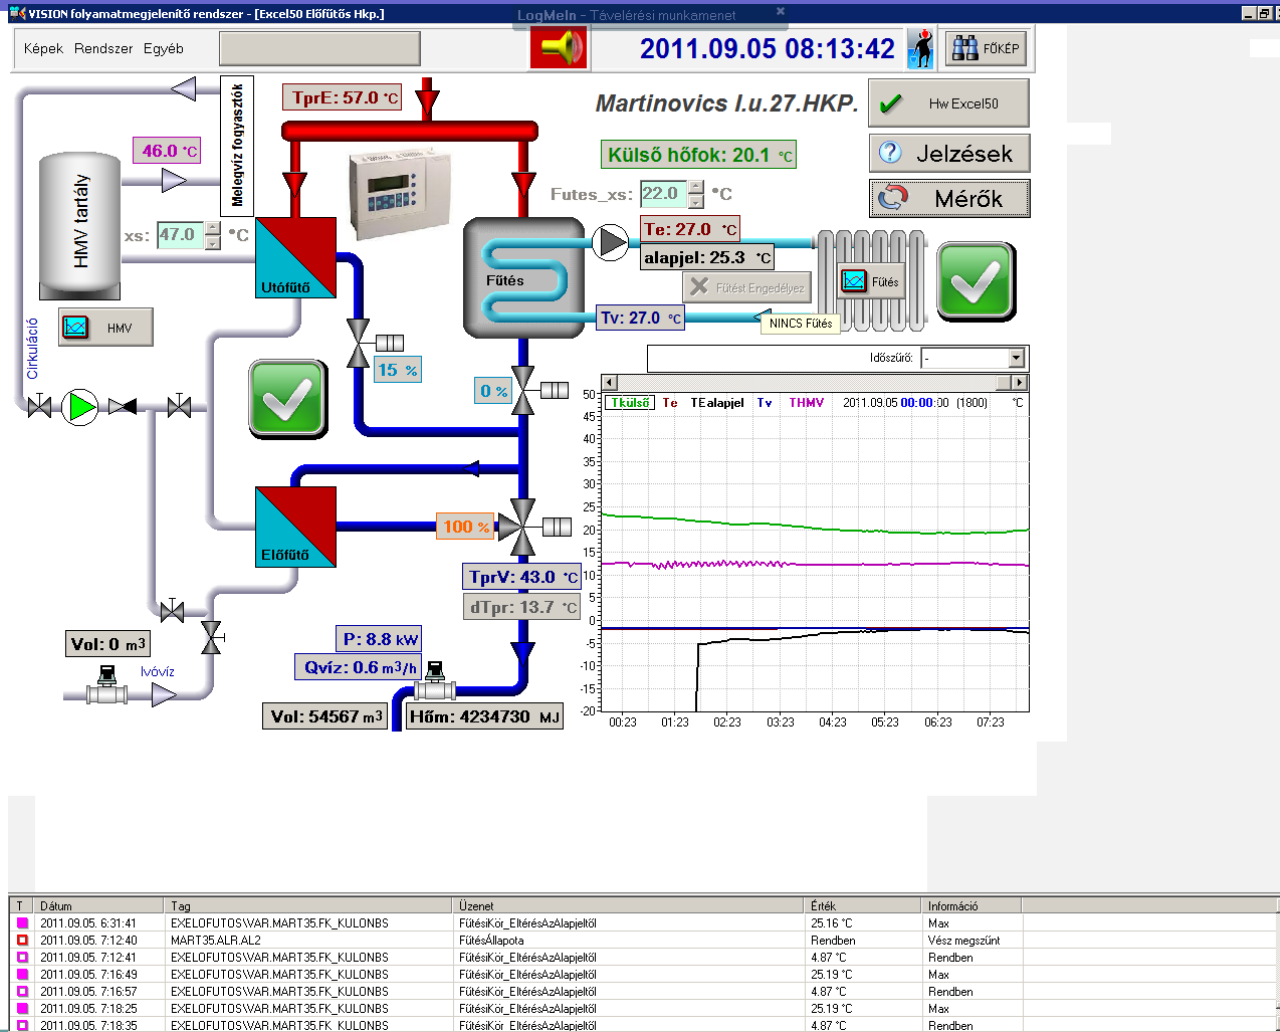 VISION folyamatmegjelenítő rendszer - [Excel50 Előfűtős Hkp.]
LogMeIn - Távelérési munkamenet
Képek Rendszer Egyéb
2011.09.05 08:13:42
FŐKÉP
TprE: 57.0 °C
Martinovics I.u.27.HKP.
Hw Excel50
Melegvíz fogyasztók
46.0 °C
Külső hőfok: 20.1 °C
Jelzések
HMV tartály
Futes_xs: 22.0 °C
Mérők
xs: 47.0 °C
Te: 27.0 °C
alapjel: 25.3 °C
Utófűtő
Fűtés
Fűtést Engedélyez
Fűtés
Tv: 27.0 °C
NINCS Fűtés
HMV
Cirkuláció
Időszűrő: -
15 %
0 %
Tkülső Te TEalapjel Tv THMV 2011.09.05 00:00:00 (1800) °C
50
45
40
35
30
25
20
15
10
5
0
-5
-10
-15
-20
00:23 01:23 02:23 03:23 04:23 05:23 06:23 07:23
100 %
Előfűtő
TprV: 43.0 °C
dTpr: 13.7 °C
P: 8.8 kW
Vol: 0 m3
Qvíz: 0.6 m3/h
Ivóvíz
Vol: 54567 m3
Hőm: 4234730 MJ
T Dátum Tag Üzenet Érték Információ
2011.09.05. 6:31:41 EXELOFUTOS\VAR.MART35.FK_KULONBS FűtésiKör_EltérésAzAlapjeltől 25.16 °C Max
2011.09.05. 7:12:40 MART35.ALR.AL2 FűtésÁllapota Rendben Vész megszűnt
2011.09.05. 7:12:41 EXELOFUTOS\VAR.MART35.FK_KULONBS FűtésiKör_EltérésAzAlapjeltől 4.87 °C Rendben
2011.09.05. 7:16:49 EXELOFUTOS\VAR.MART35.FK_KULONBS FűtésiKör_EltérésAzAlapjeltől 25.19 °C Max
2011.09.05. 7:16:57 EXELOFUTOS\VAR.MART35.FK_KULONBS FűtésiKör_EltérésAzAlapjeltől 4.87 °C Rendben
2011.09.05. 7:18:25 EXELOFUTOS\VAR.MART35.FK_KULONBS FűtésiKör_EltérésAzAlapjeltől 25.19 °C Max
2011.09.05. 7:18:35 EXELOFUTOS\VAR.MART35.FK_KULONBS FűtésiKör_EltérésAzAlapjeltől 4.87 °C Rendben